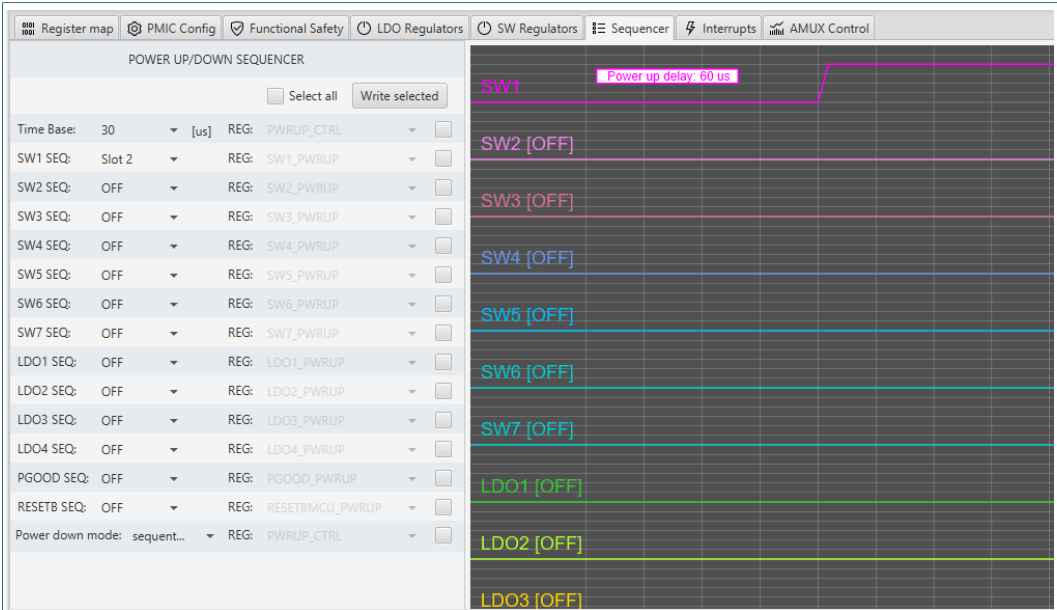 Register map PMIC Config Functional Safety LDO Regulators SW Regulators Sequencer Interrupts AMUX Control
POWER UP/DOWN SEQUENCER
Select all Write selected
Time Base: 30 [us] REG: PWRUP_CTRL
SW1 SEQ: Slot 2 REG: SW1_PWRUP
SW2 SEQ: OFF REG: SW2_PWRUP
SW3 SEQ: OFF REG: SW3_PWRUP
SW4 SEQ: OFF REG: SW4_PWRUP
SW5 SEQ: OFF REG: SW5_PWRUP
SW6 SEQ: OFF REG: SW6_PWRUP
SW7 SEQ: OFF REG: SW7_PWRUP
LDO1 SEQ: OFF REG: LDO1_PWRUP
LDO2 SEQ: OFF REG: LDO2_PWRUP
LDO3 SEQ: OFF REG: LDO3_PWRUP
LDO4 SEQ: OFF REG: LDO4_PWRUP
PGOOD SEQ: OFF REG: PGOOD_PWRUP
RESETB SEQ: OFF REG: RESETBMCU_PWRUP
Power down mode: sequent... REG: PWRUP_CTRL
Power up delay: 60 us
SW1
SW2 [OFF]
SW3 [OFF]
SW4 [OFF]
SW5 [OFF]
SW6 [OFF]
SW7 [OFF]
LDO1 [OFF]
LDO2 [OFF]
LDO3 [OFF]